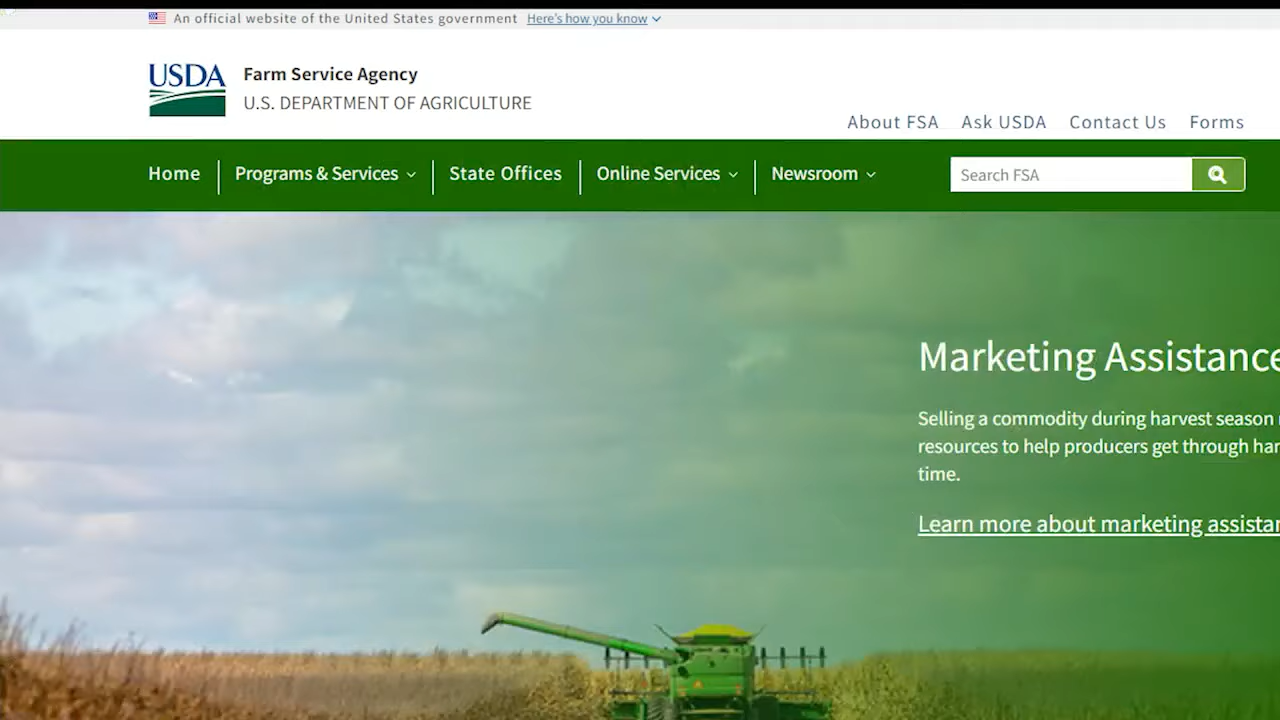 An official website of the United States government Here's how you know
USDA
Farm Service Agency
U.S. DEPARTMENT OF AGRICULTURE
About FSA Ask USDA Contact Us Forms
Home Programs & Services State Offices Online Services Newsroom Search FSA
Marketing Assistance
Selling a commodity during harvest season
resources to help producers get through
time.
Learn more about marketing